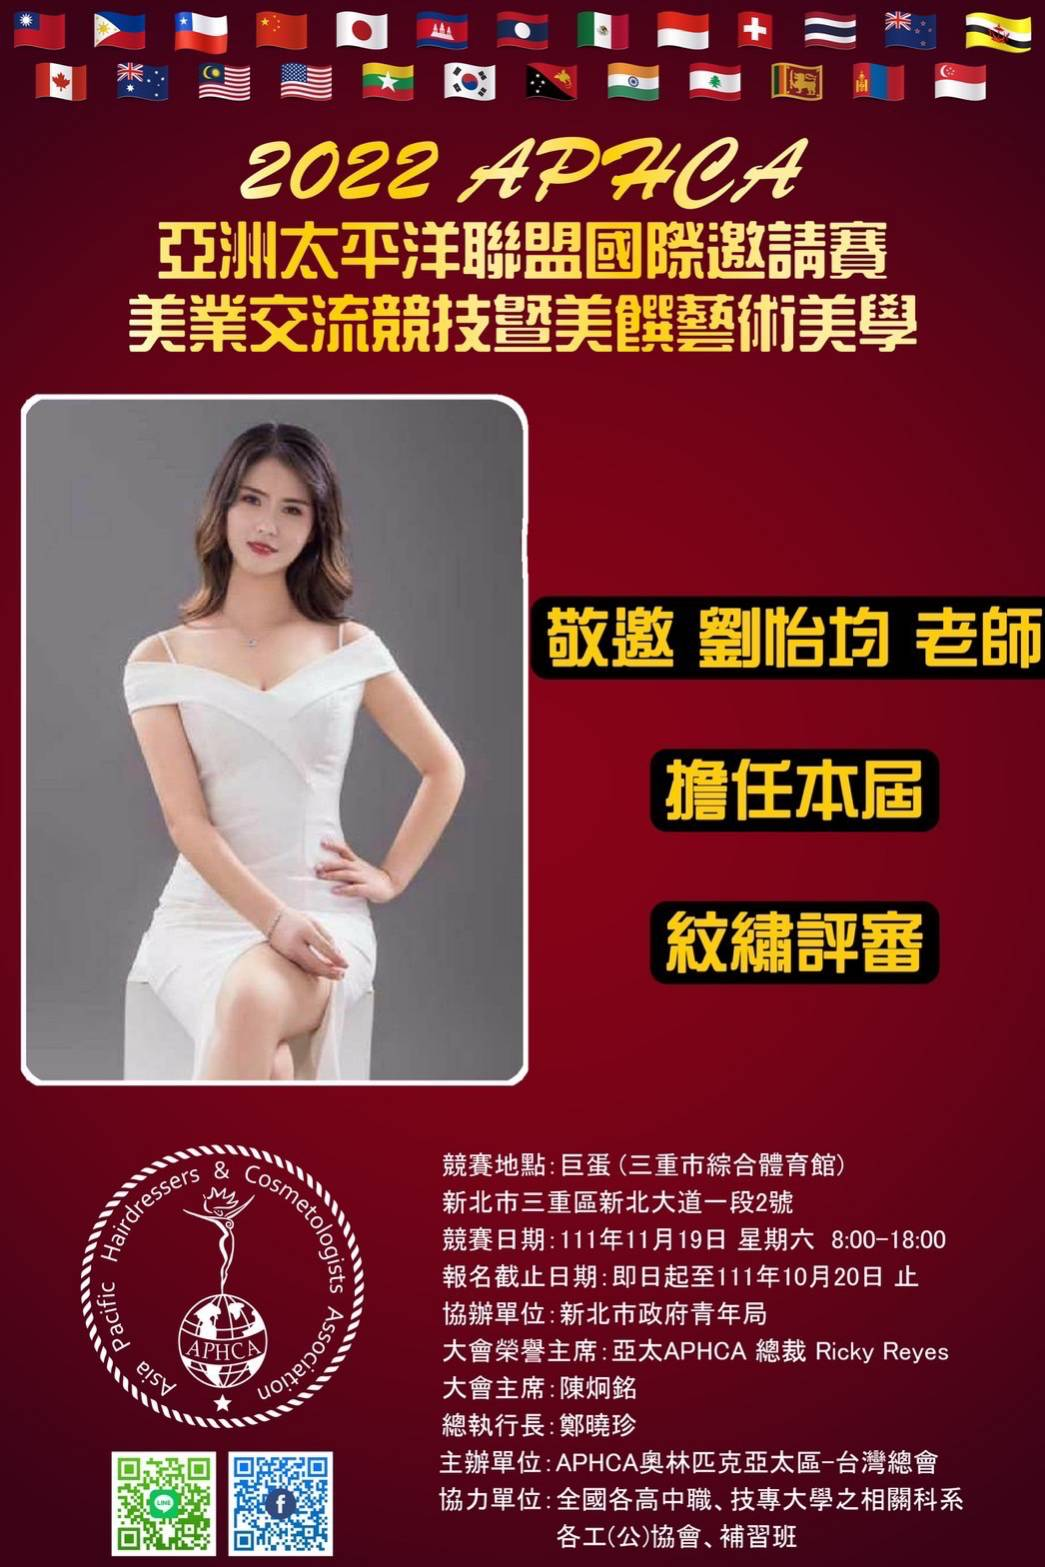 2022 APHCA
亞洲太平洋聯盟國際邀請賽
美業交流競技暨美饌藝術美學
敬邀 劉怡均 老師
擔任本屆
紋繡評審
Asia Pacific Hairdressers & Cosmetologists Association
APHCA
競賽地點:巨蛋(三重市綜合體育館)
新北市三重區新北大道一段2號
競賽日期:111年11月19日 星期六 8:00-18:00
報名截止日期:即日起至111年10月20日 止
協辦單位:新北市政府青年局
大會榮譽主席:亞太APHCA 總裁 Ricky Reyes
大會主席:陳炯銘
總執行長:鄭曉珍
主辦單位:APHCA奧林匹克亞太區-台灣總會
協力單位:全國各高中職、技專大學之相關科系
各工(公)協會、補習班
LINE
f